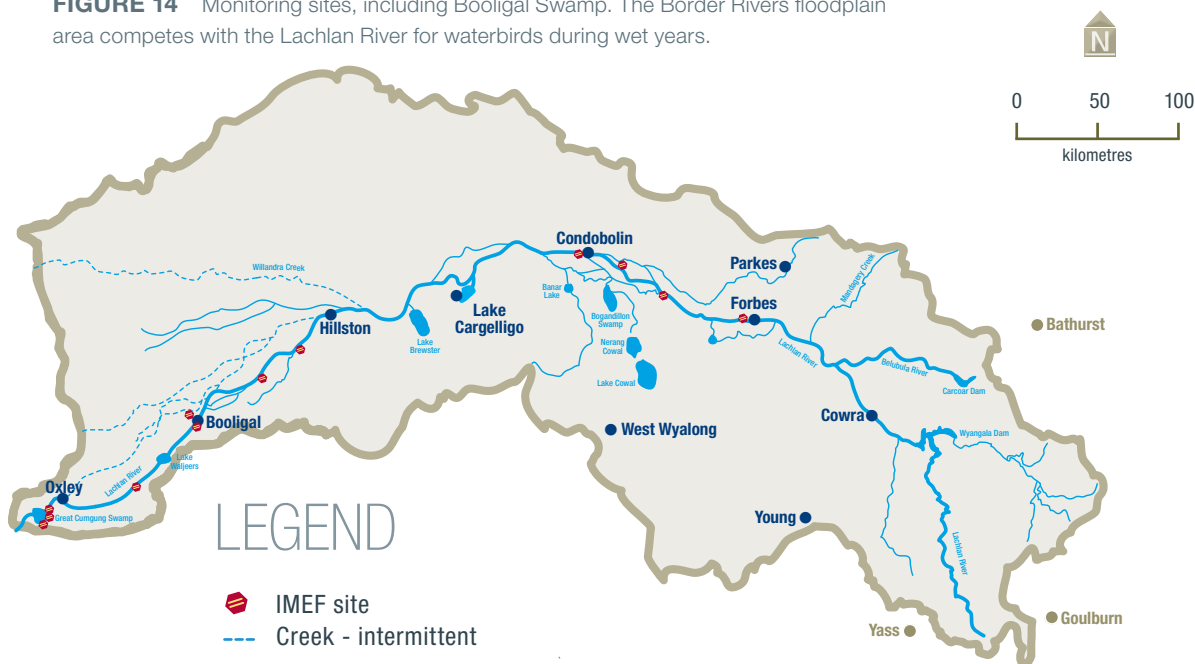 FIGURE 14 Monitoring sites, including Booligal Swamp. The Border Rivers floodplain
area competes with the Lachlan River for waterbirds during wet years.
N
0 50 100
kilometres
Condobolin
Parkes
Mandagery Creek
Willandra Creek
Banar
Lake
Bogandillon
Swamp
Forbes
Lake
Cargelligo
Hillston
Lake
Brewster
Nerang
Cowal
Lake Cowal
Lachlan River
Belubula River
Carcoar Dam
Bathurst
Booligal
West Wyalong
Cowra
Wyangala Dam
Lake
Waljeers
Lachlan River
Oxley
Great Cumgung Swamp
Young
Lachlan River
Yass
Goulburn
LEGEND
IMEF site
Creek - intermittent